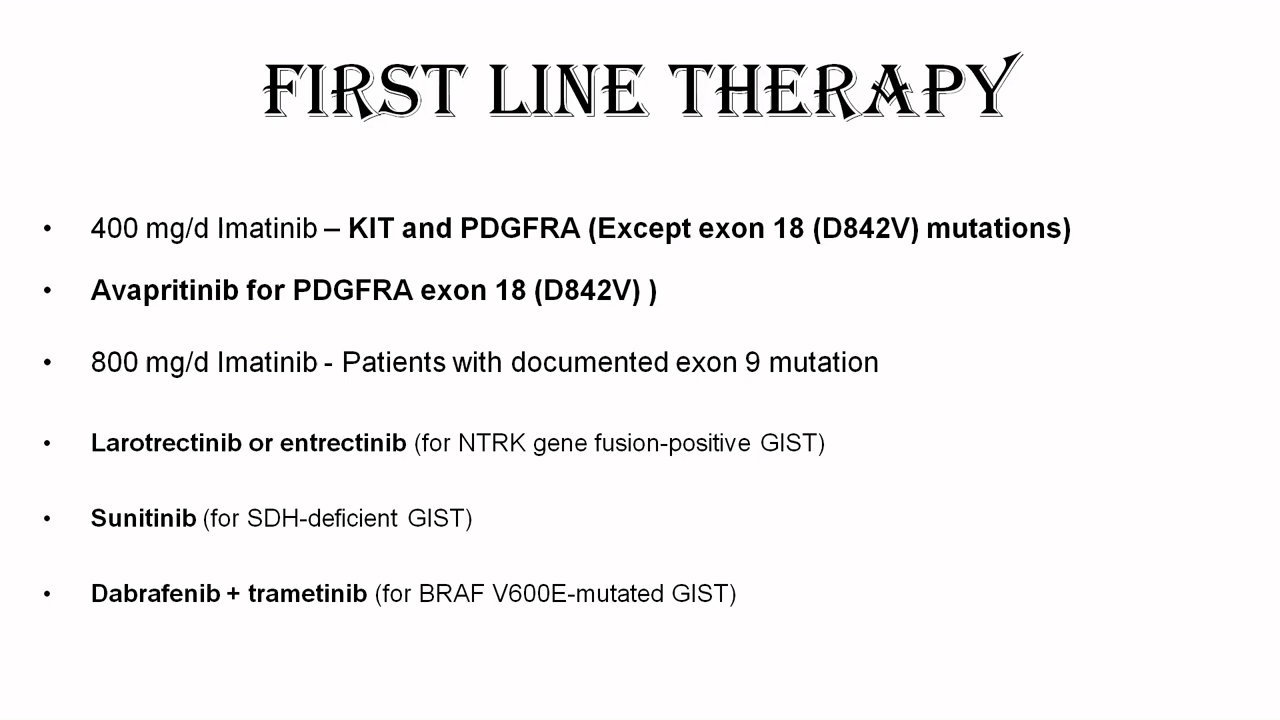 FIRST LINE THERAPY
• 400 mg/d Imatinib – KIT and PDGFRA (Except exon 18 (D842V) mutations)
• Avapritinib for PDGFRA exon 18 (D842V) )
• 800 mg/d Imatinib - Patients with documented exon 9 mutation
• Larotrectinib or entrectinib (for NTRK gene fusion-positive GIST)
• Sunitinib (for SDH-deficient GIST)
• Dabrafenib + trametinib (for BRAF V600E-mutated GIST)